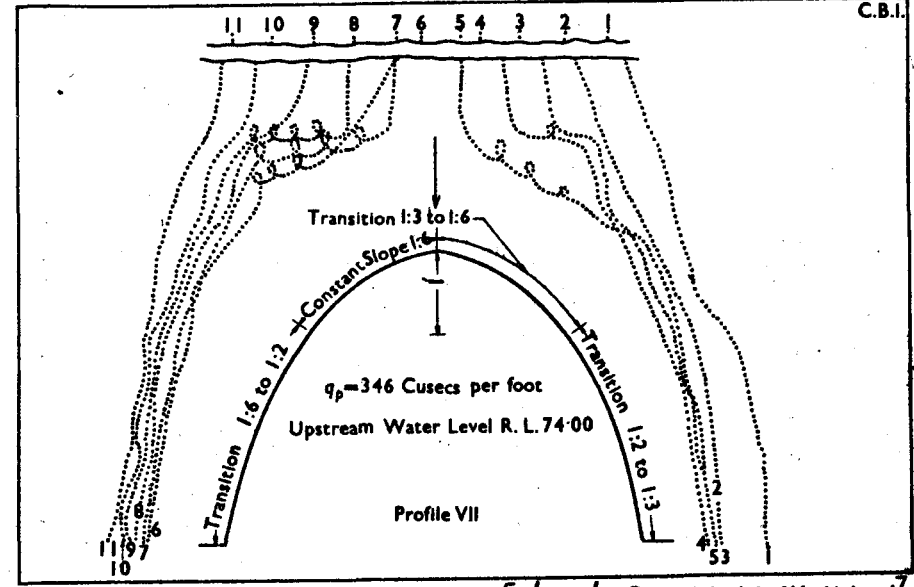 C.B.I.
11 10 9 8 7 6 5 4 3 2 1
Transition 1:3 to 1:6
Constant Slope 1:6
Transition 1:6 to 1:2
Transition 1:2 to 1:3
qp=346 Cusecs per foot
Upstream Water Level R. L. 74·00
Profile VII
8 6 2
11 9 7 4 5 3 1
10